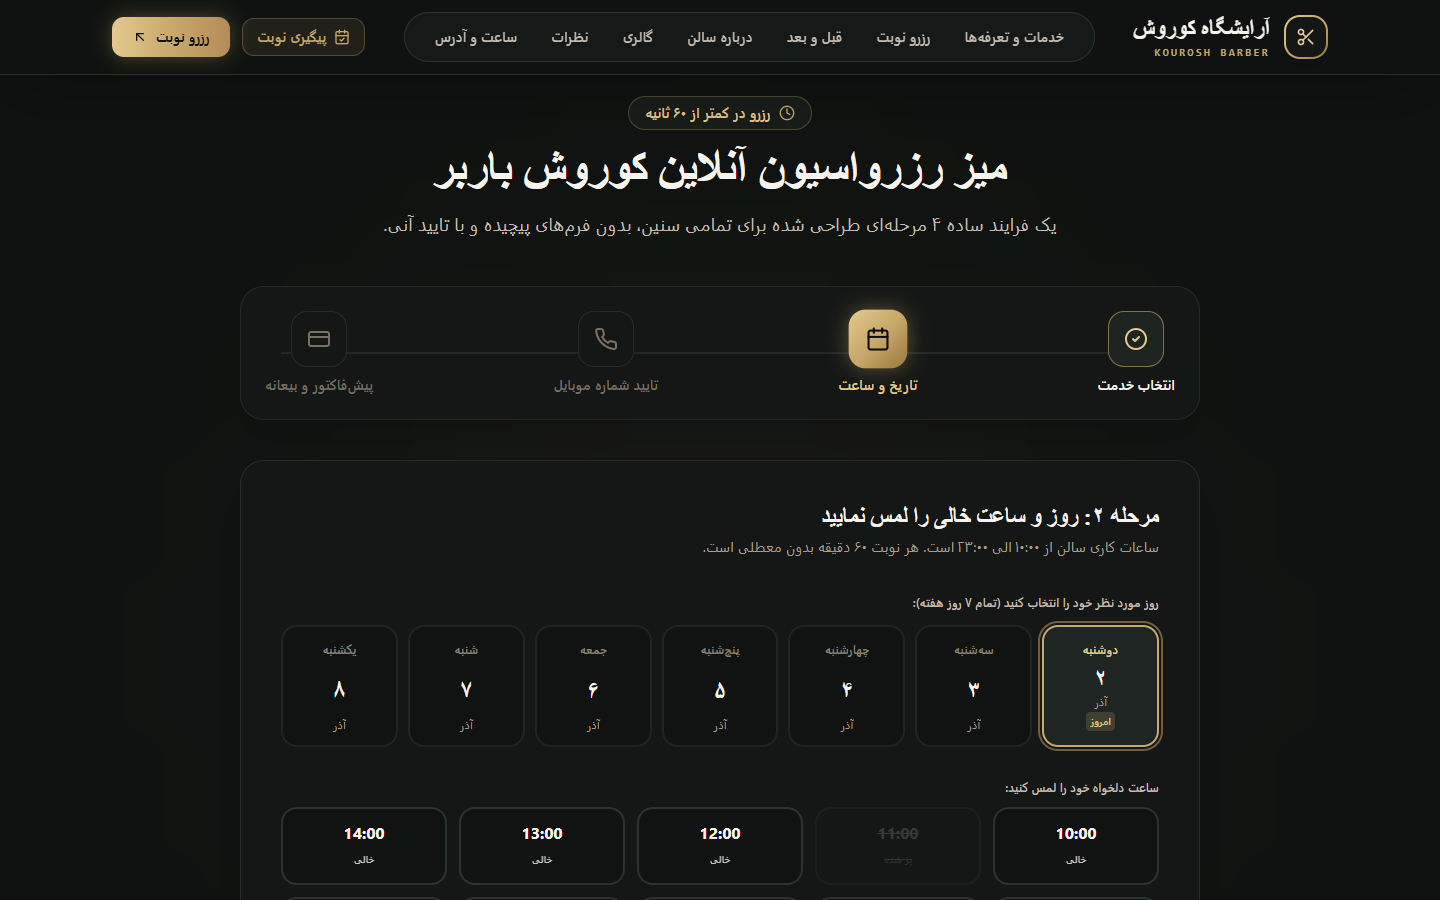 آرایشگاه کوروش
KOUROSH BARBER
خدمات و تعرفه‌ها
رزرو نوبت
قبل و بعد
درباره سالن
گالری
نظرات
ساعت و آدرس
پیگیری نوبت
رزرو نوبت
رزرو در کمتر از ۶۰ ثانیه
میز رزرواسیون آنلاین کوروش باربر
یک فرایند ساده ۴ مرحله‌ای طراحی شده برای تمامی سنین، بدون فرم‌های پیچیده و با تایید آنی.
انتخاب خدمت
تاریخ و ساعت
تایید شماره موبایل
پیش‌فاکتور و بیعانه
مرحله ۲: روز و ساعت خالی را لمس نمایید
ساعات کاری سالن از ۱۰:۰۰ الی ۲۳:۰۰ است. هر نوبت ۶۰ دقیقه بدون معطلی است.
روز مورد نظر خود را انتخاب کنید (تمام ۷ روز هفته):
دوشنبه
۲
آذر
امروز
سه‌شنبه
۳
آذر
چهارشنبه
۴
آذر
پنج‌شنبه
۵
آذر
جمعه
۶
آذر
شنبه
۷
آذر
یکشنبه
۸
آذر
ساعت دلخواه خود را لمس کنید:
10:00
خالی
11:00
پر شده
12:00
خالی
13:00
خالی
14:00
خالی